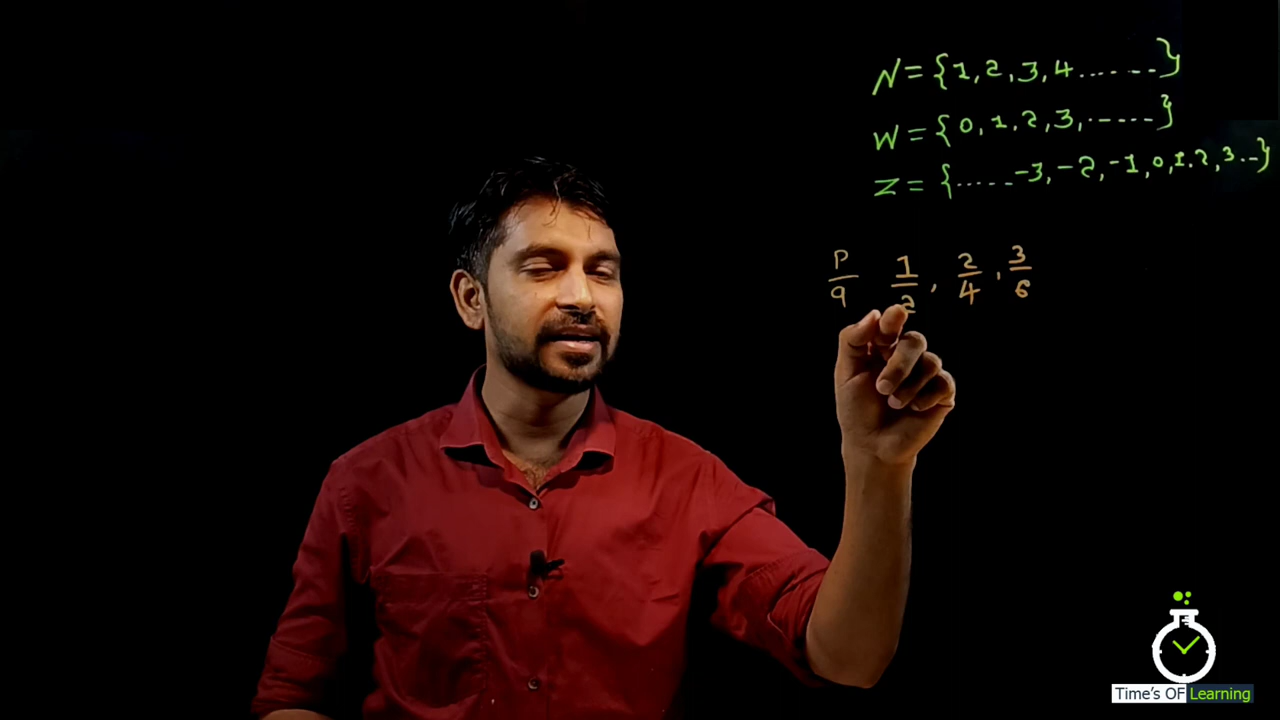 N = {1, 2, 3, 4.......}
W = {0, 1, 2, 3, ......}
Z = {.....-3, -2, -1, 0, 1, 2, 3...}
p/q 1/2, 2/4, 3/6
Time's OF Learning